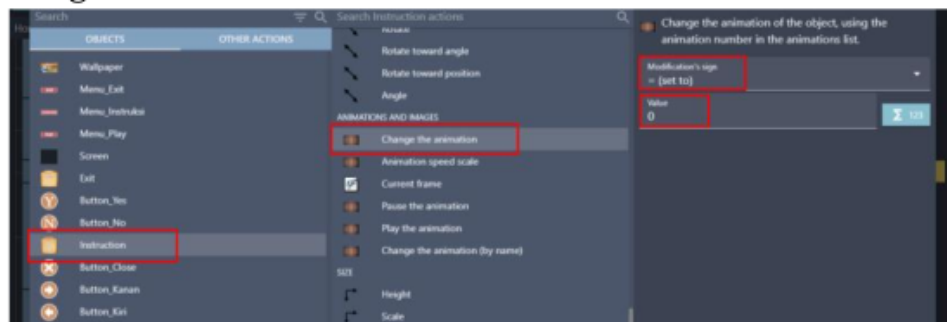 Search
OBJECTS
OTHER ACTIONS
Wallpaper
Menu_Exit
Menu_Instruksi
Menu_Play
Screen
Exit
Button_Yes
Button_No
Instruction
Button_Close
Button_Kanan
Button_Kiri
Search Instruction actions
Rotate
Rotate toward angle
Rotate toward position
Angle
ANIMATIONS AND IMAGES
Change the animation
Animation speed scale
Current frame
Pause the animation
Play the animation
Change the animation (by name)
SIZE
Height
Scale
Change the animation of the object, using the
animation number in the animations list.
Modification's sign
= (set to)
Value
0
Σ 123